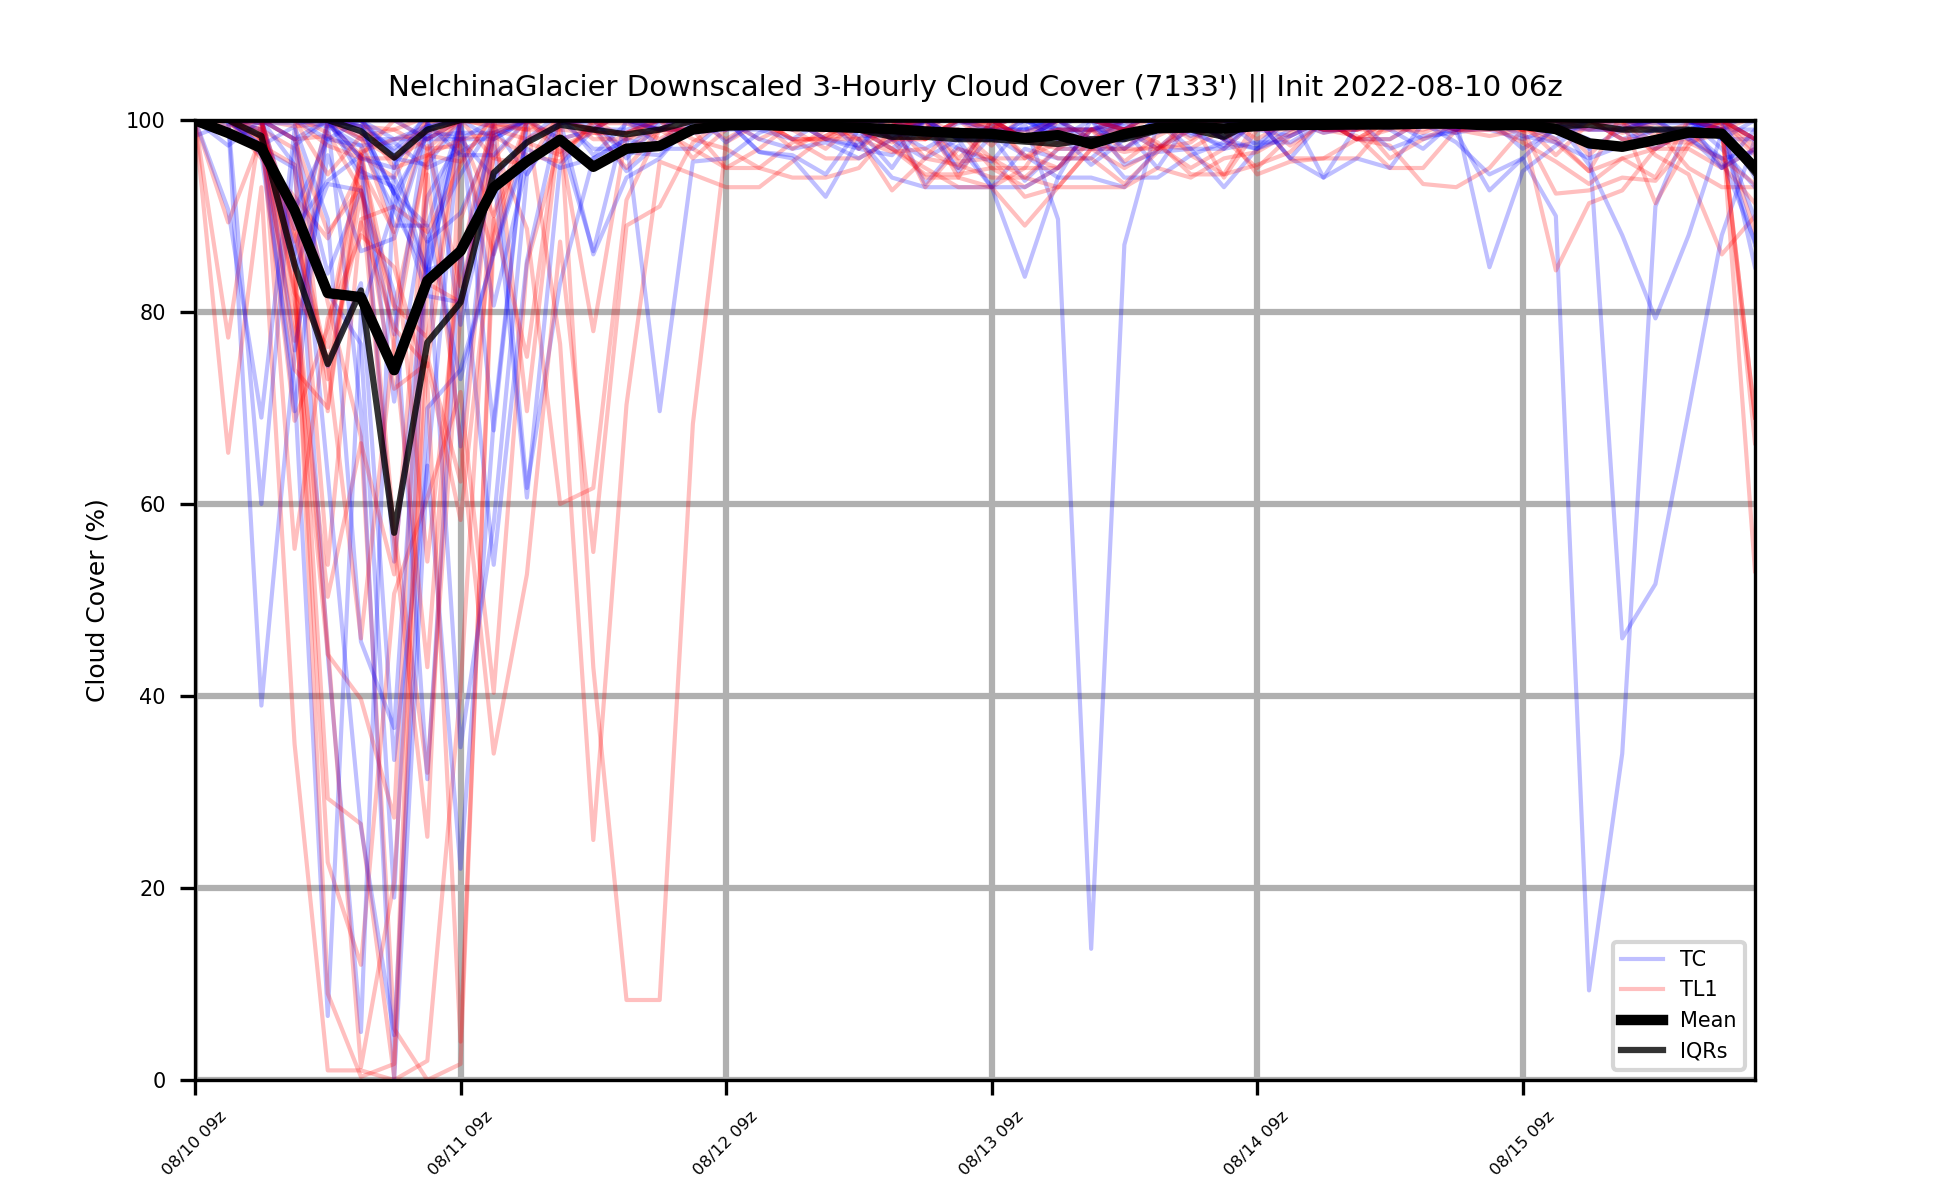 NelchinaGlacier Downscaled 3-Hourly Cloud Cover (7133') || Init 2022-08-10 06z
Cloud Cover (%)
100
80
60
40
20
0
TC
TL1
Mean
IQRs
08/10 09z
08/11 09z
08/12 09z
08/13 09z
08/14 09z
08/15 09z